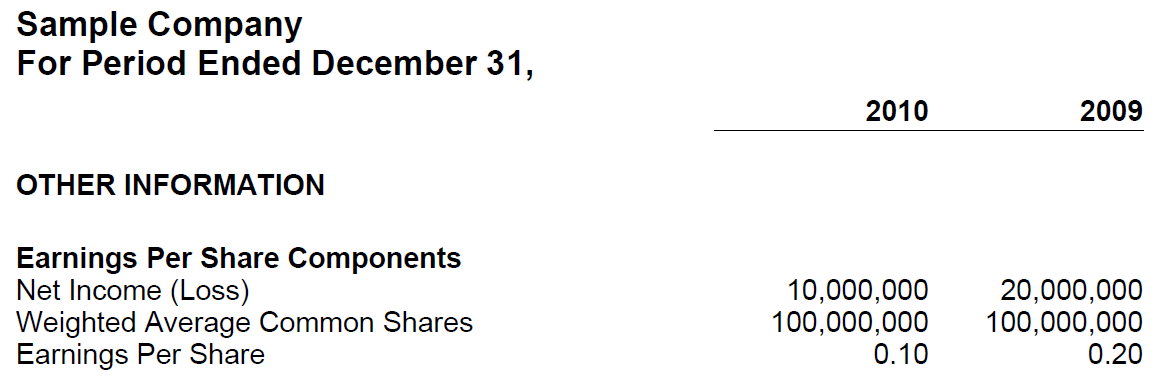 Sample Company
For Period Ended December 31,
2010 2009
OTHER INFORMATION
Earnings Per Share Components
Net Income (Loss) 10,000,000 20,000,000
Weighted Average Common Shares 100,000,000 100,000,000
Earnings Per Share 0.10 0.20